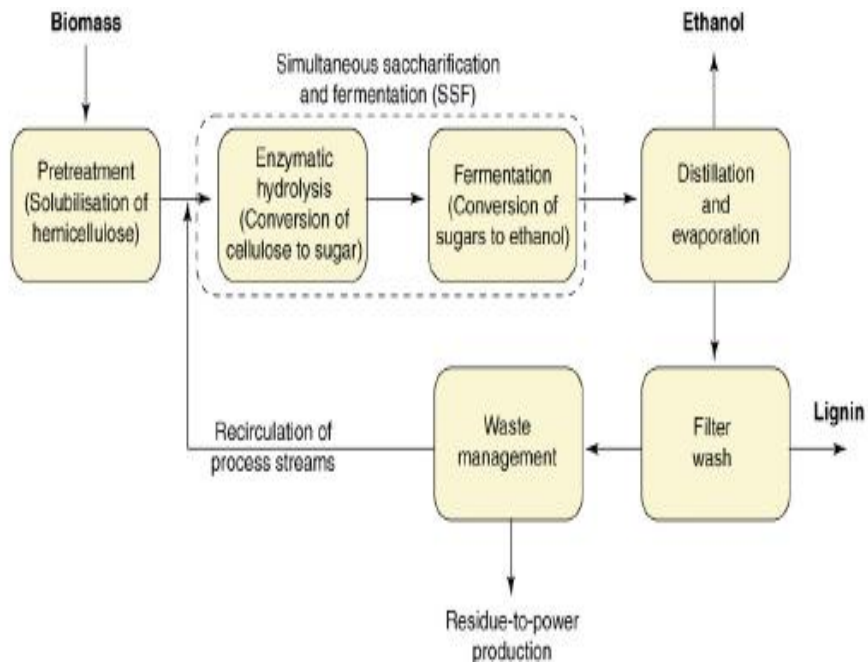 Biomass
Ethanol
Simultaneous saccharification
and fermentation (SSF)
Pretreatment
(Solubilisation of
hemicellulose)
Enzymatic
hydrolysis
(Conversion of
cellulose to sugar)
Fermentation
(Conversion of
sugars to ethanol)
Distillation
and
evaporation
Recirculation of
process streams
Waste
management
Filter
wash
Lignin
Residue-to-power
production